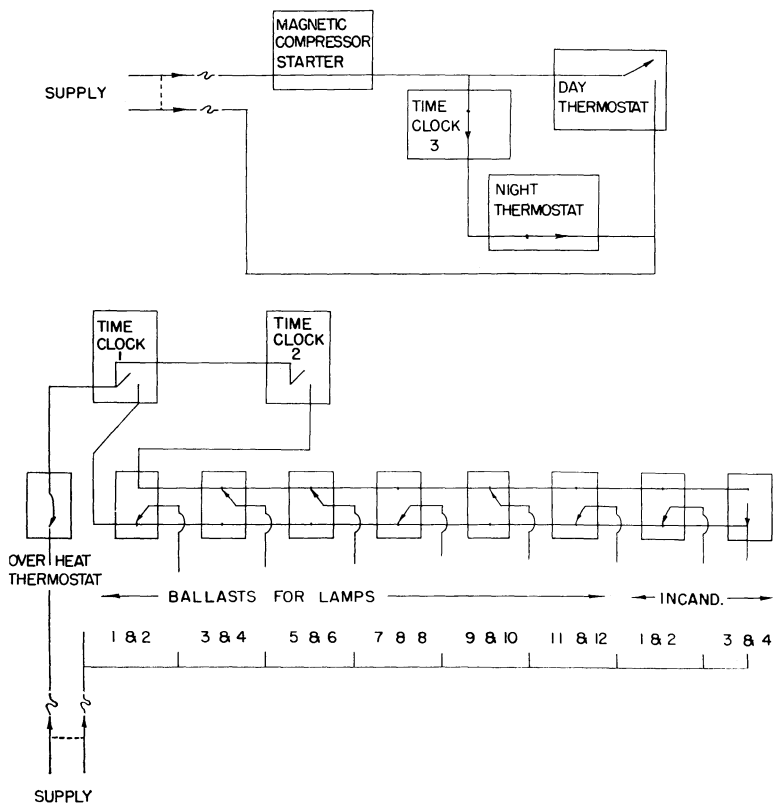 MAGNETIC
COMPRESSOR
STARTER
SUPPLY
DAY
THERMOSTAT
TIME
CLOCK
3
NIGHT
THERMOSTAT
TIME
CLOCK
1
TIME
CLOCK
2
OVER HEAT
THERMOSTAT
BALLASTS FOR LAMPS
INCAND.
1 & 2 3 & 4 5 & 6 7 8 8 9 & 10 11 & 12 1 & 2 3 & 4
SUPPLY